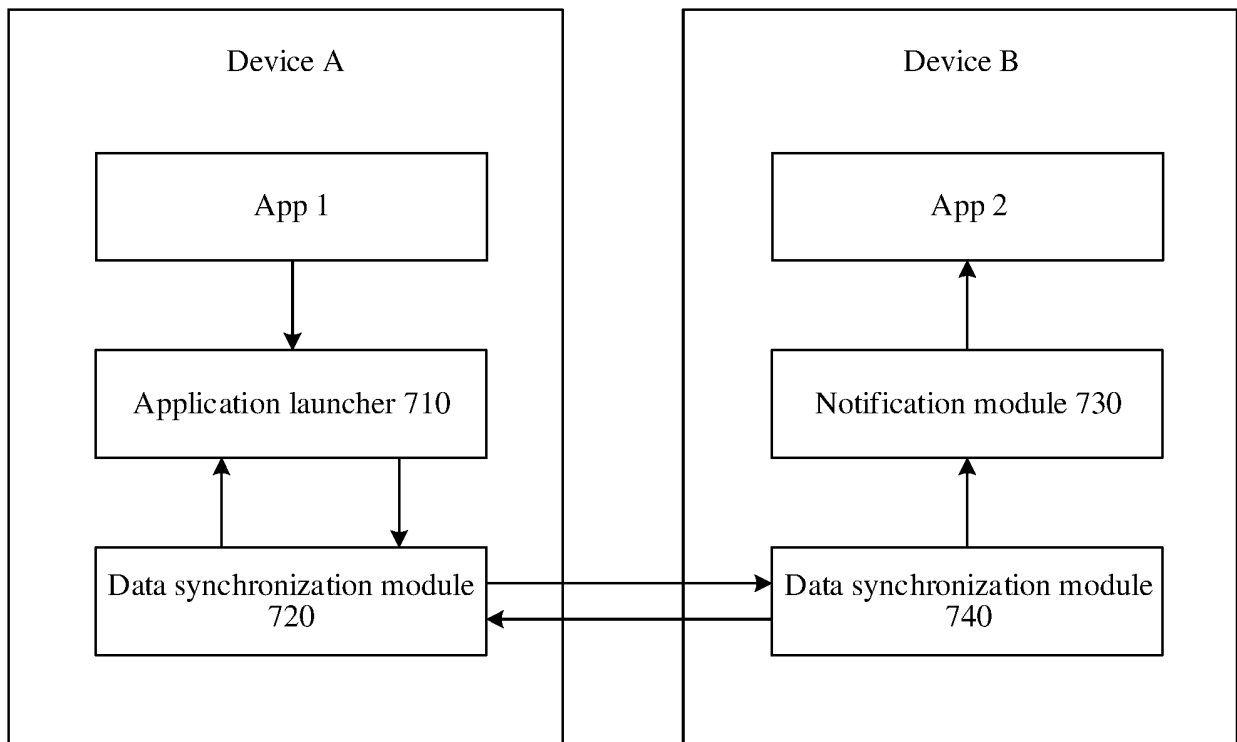 Device A
App 1
Application launcher 710
Data synchronization module
720
Device B
App 2
Notification module 730
Data synchronization module
740